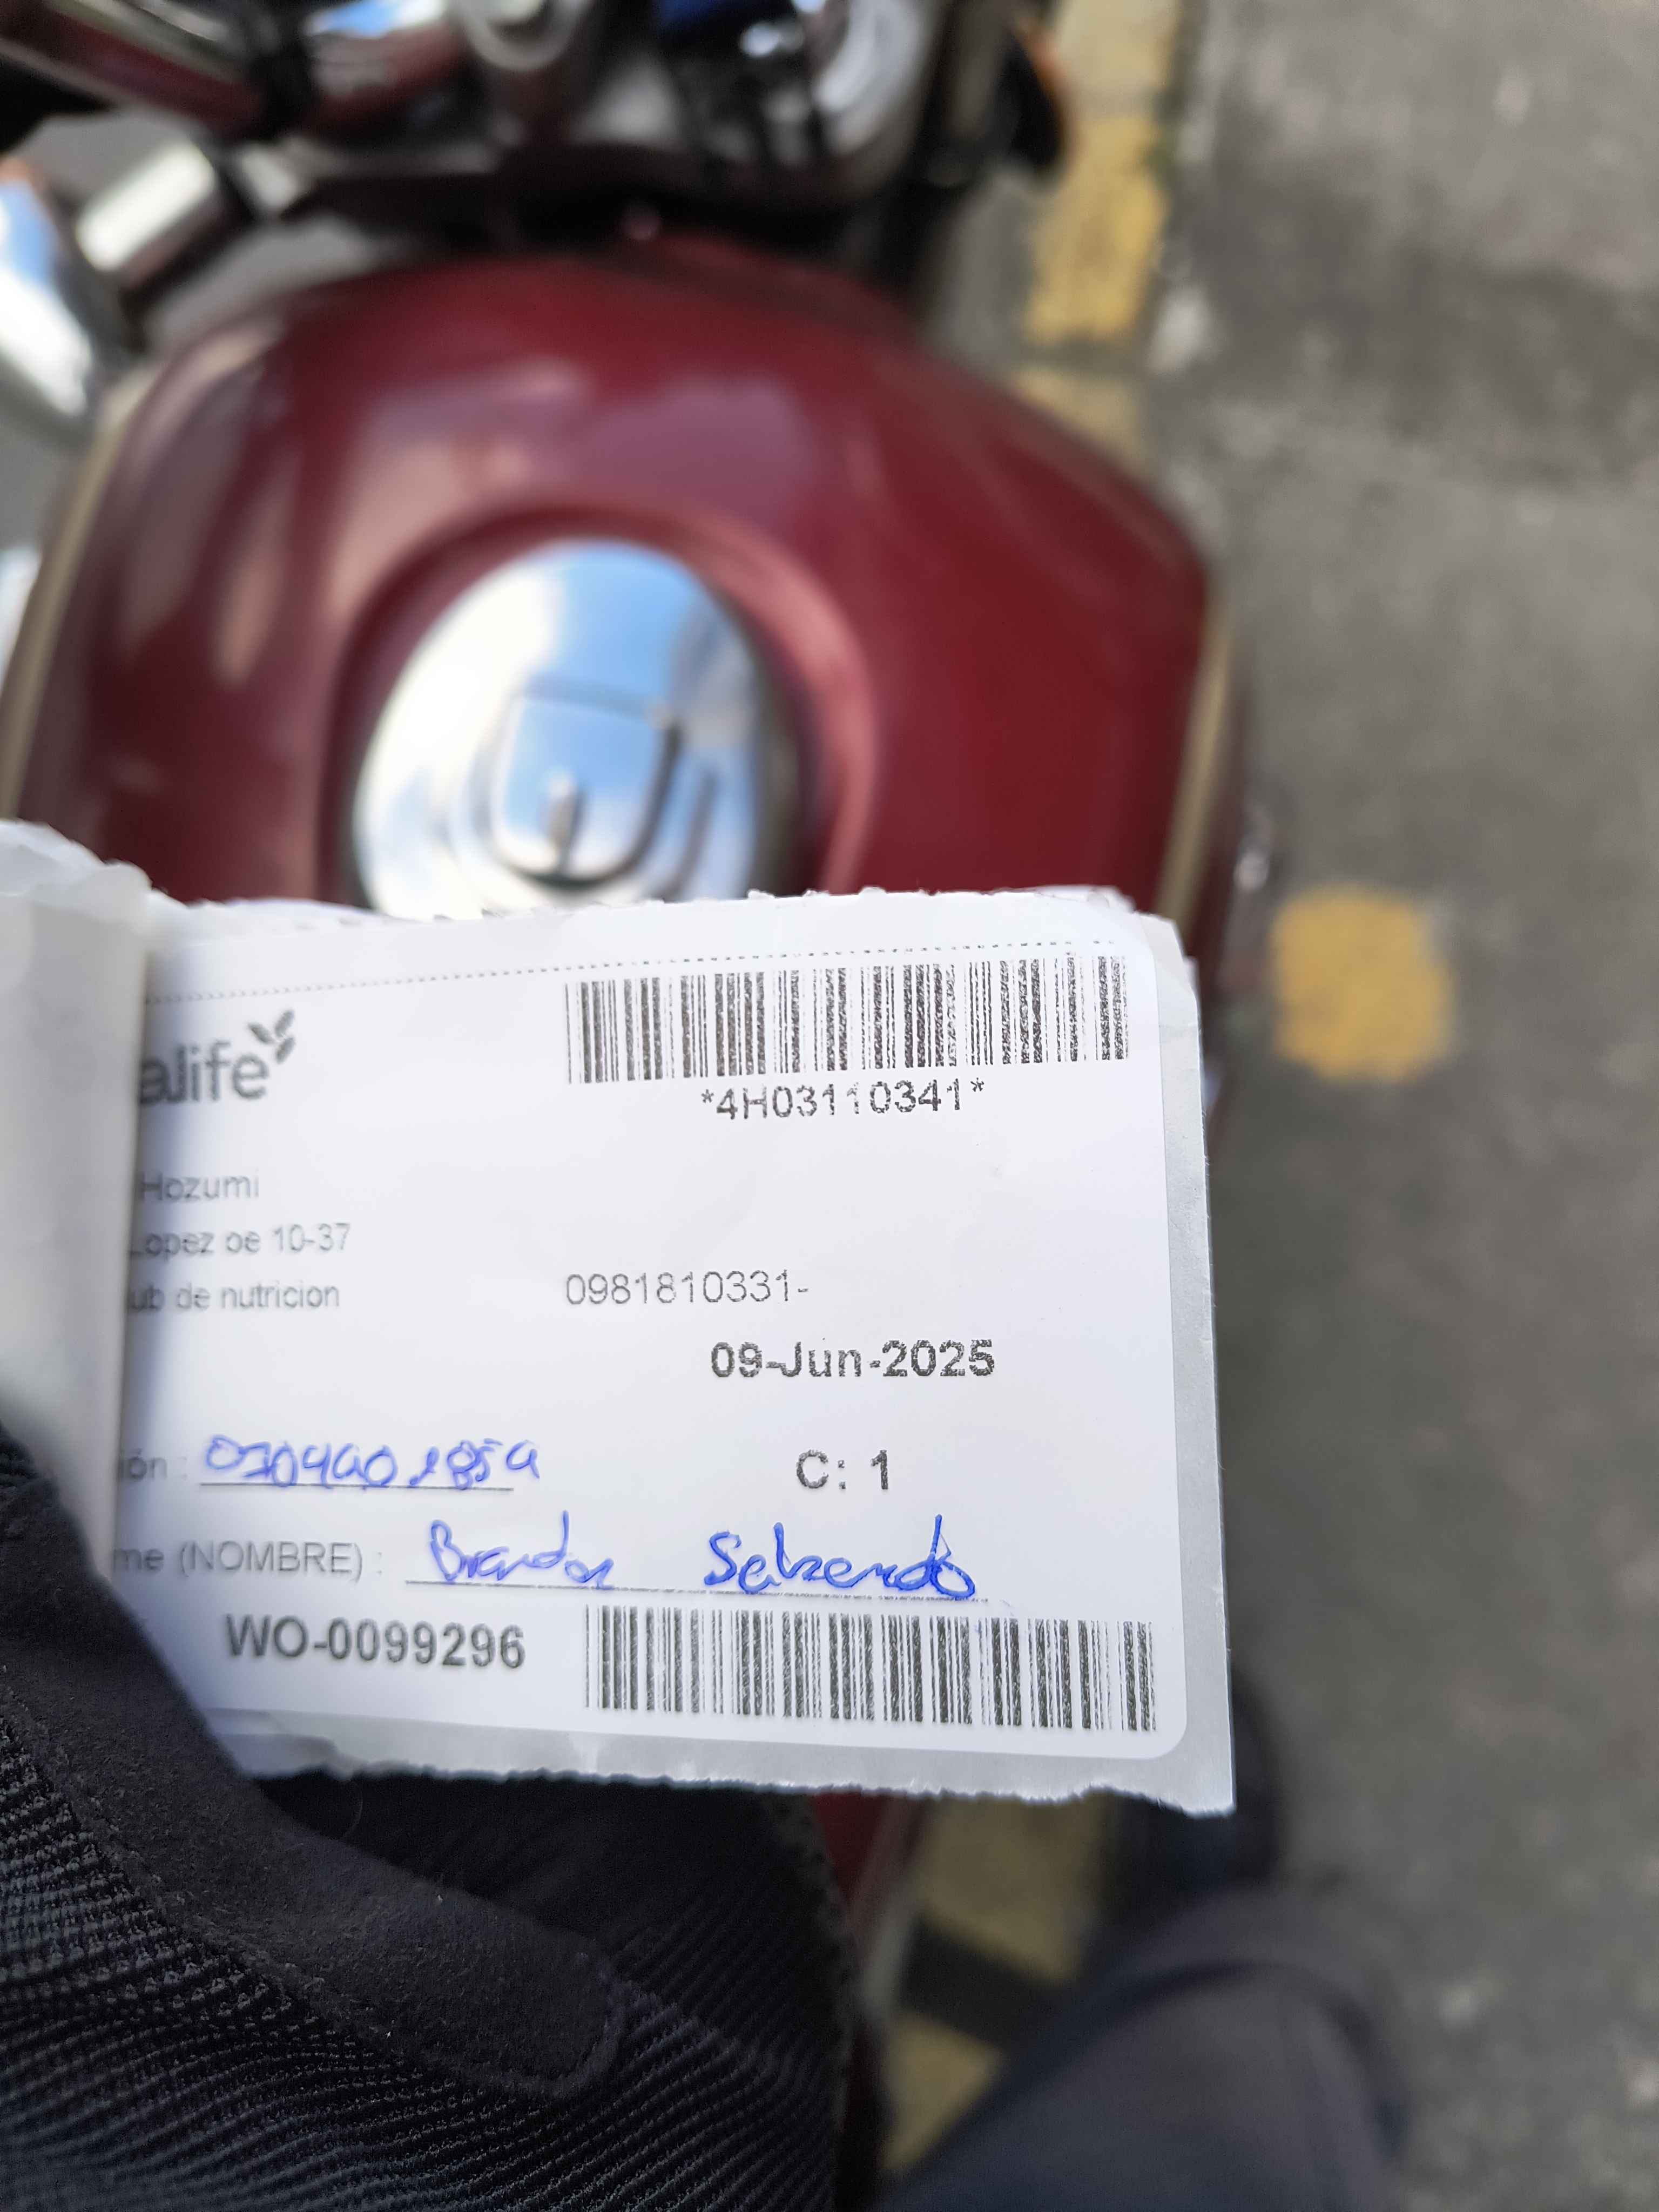 alife
*4H03110341*
Hozumi
Lopez oe 10-37
ub de nutricion 0981810331-
09-Jun-2025
ión : C: 1
me (NOMBRE) : Brandon
WO-0099296